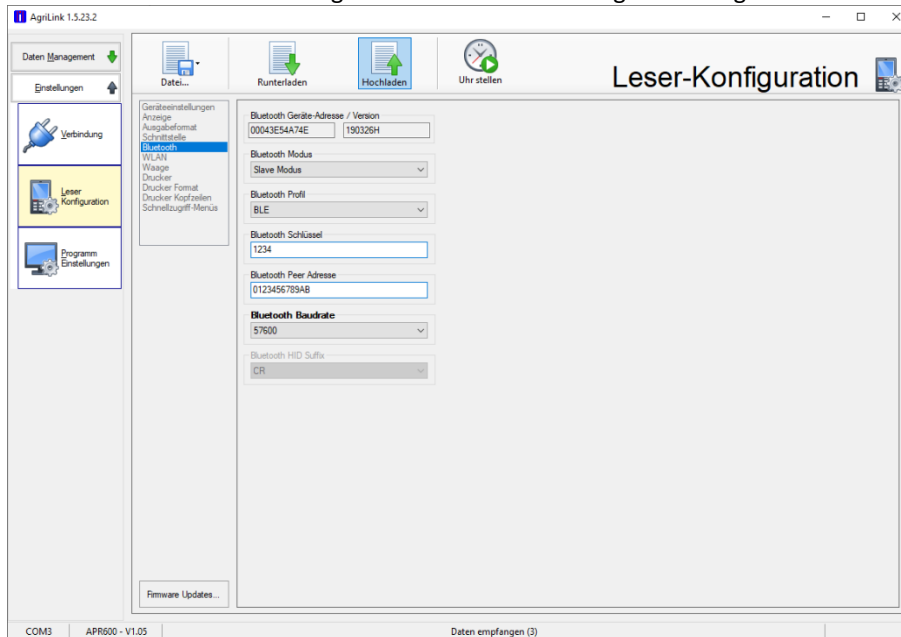 AgriLink 1.5.23.2
Daten Management
Einstellungen
Verbindung
Leser
Konfiguration
Programm
Einstellungen
Datei...
Runterladen
Hochladen
Uhr stellen
Leser-Konfiguration
Geräteeinstellungen
Anzeige
Ausgabeformat
Schnittstelle
Bluetooth
WLAN
Waage
Drucker
Drucker Format
Drucker Kopfzeilen
Schnellzugriff-Menüs
Firmware Updates...
Bluetooth Geräte-Adresse / Version
00043E54A74E 190326H
Bluetooth Modus
Slave Modus
Bluetooth Profil
BLE
Bluetooth Schlüssel
1234
Bluetooth Peer Adresse
0123456789AB
Bluetooth Baudrate
57600
Bluetooth HID Suffix
CR
COM3 APR600 - V1.05 Daten empfangen (3)